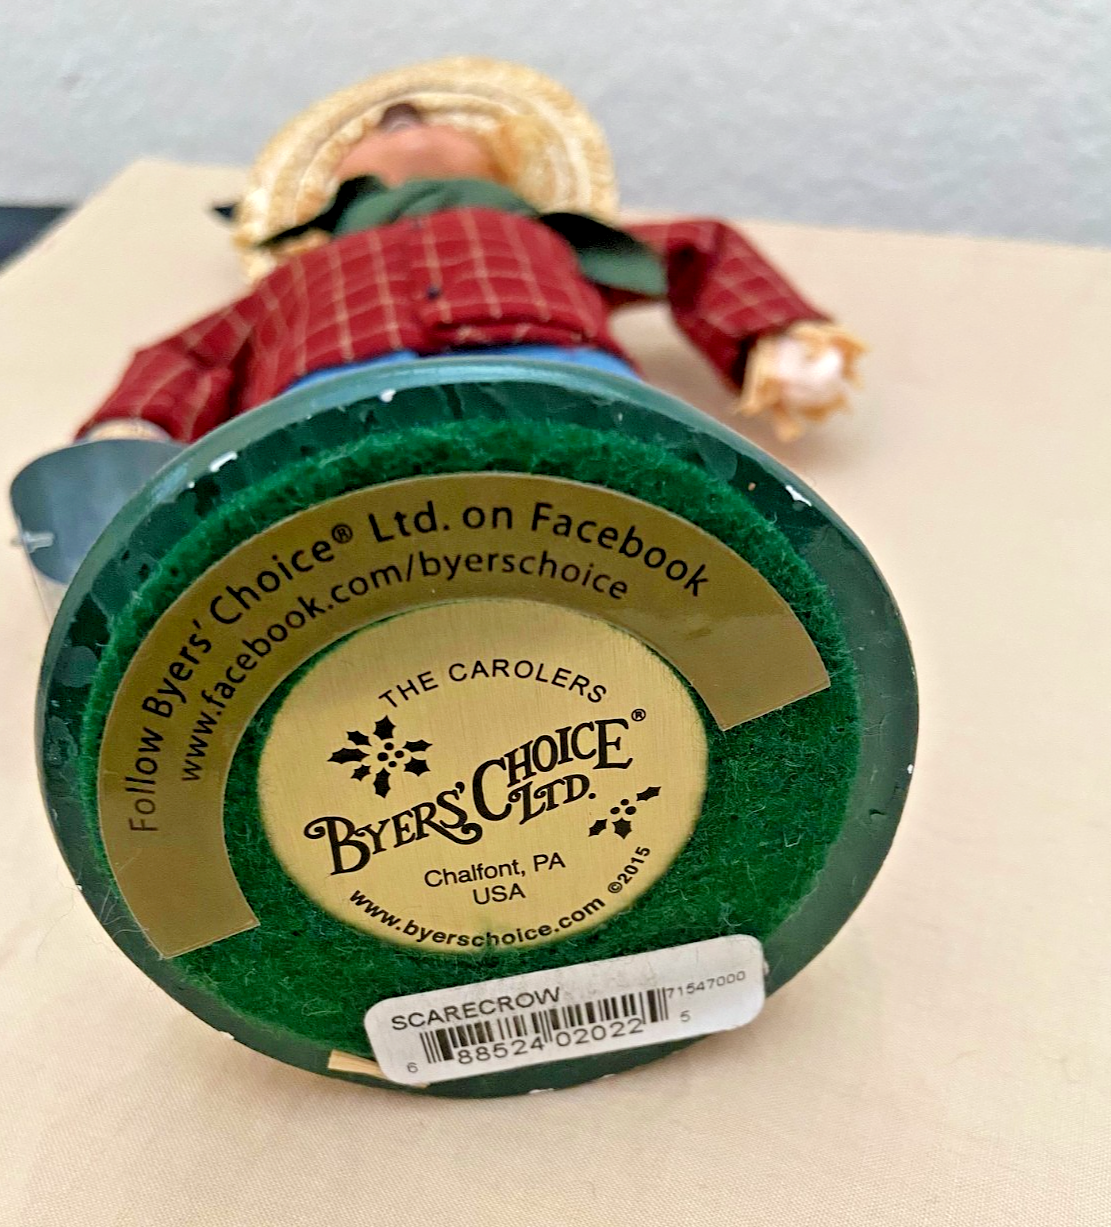 Follow Byers' Choice® Ltd. on Facebook
www.facebook.com/byerschoice
THE CAROLERS
BYERS' CHOICE®
LTD.
Chalfont, PA
USA
www.byerschoice.com ©2015
SCARECROW 71547000
6 88524 02022 5